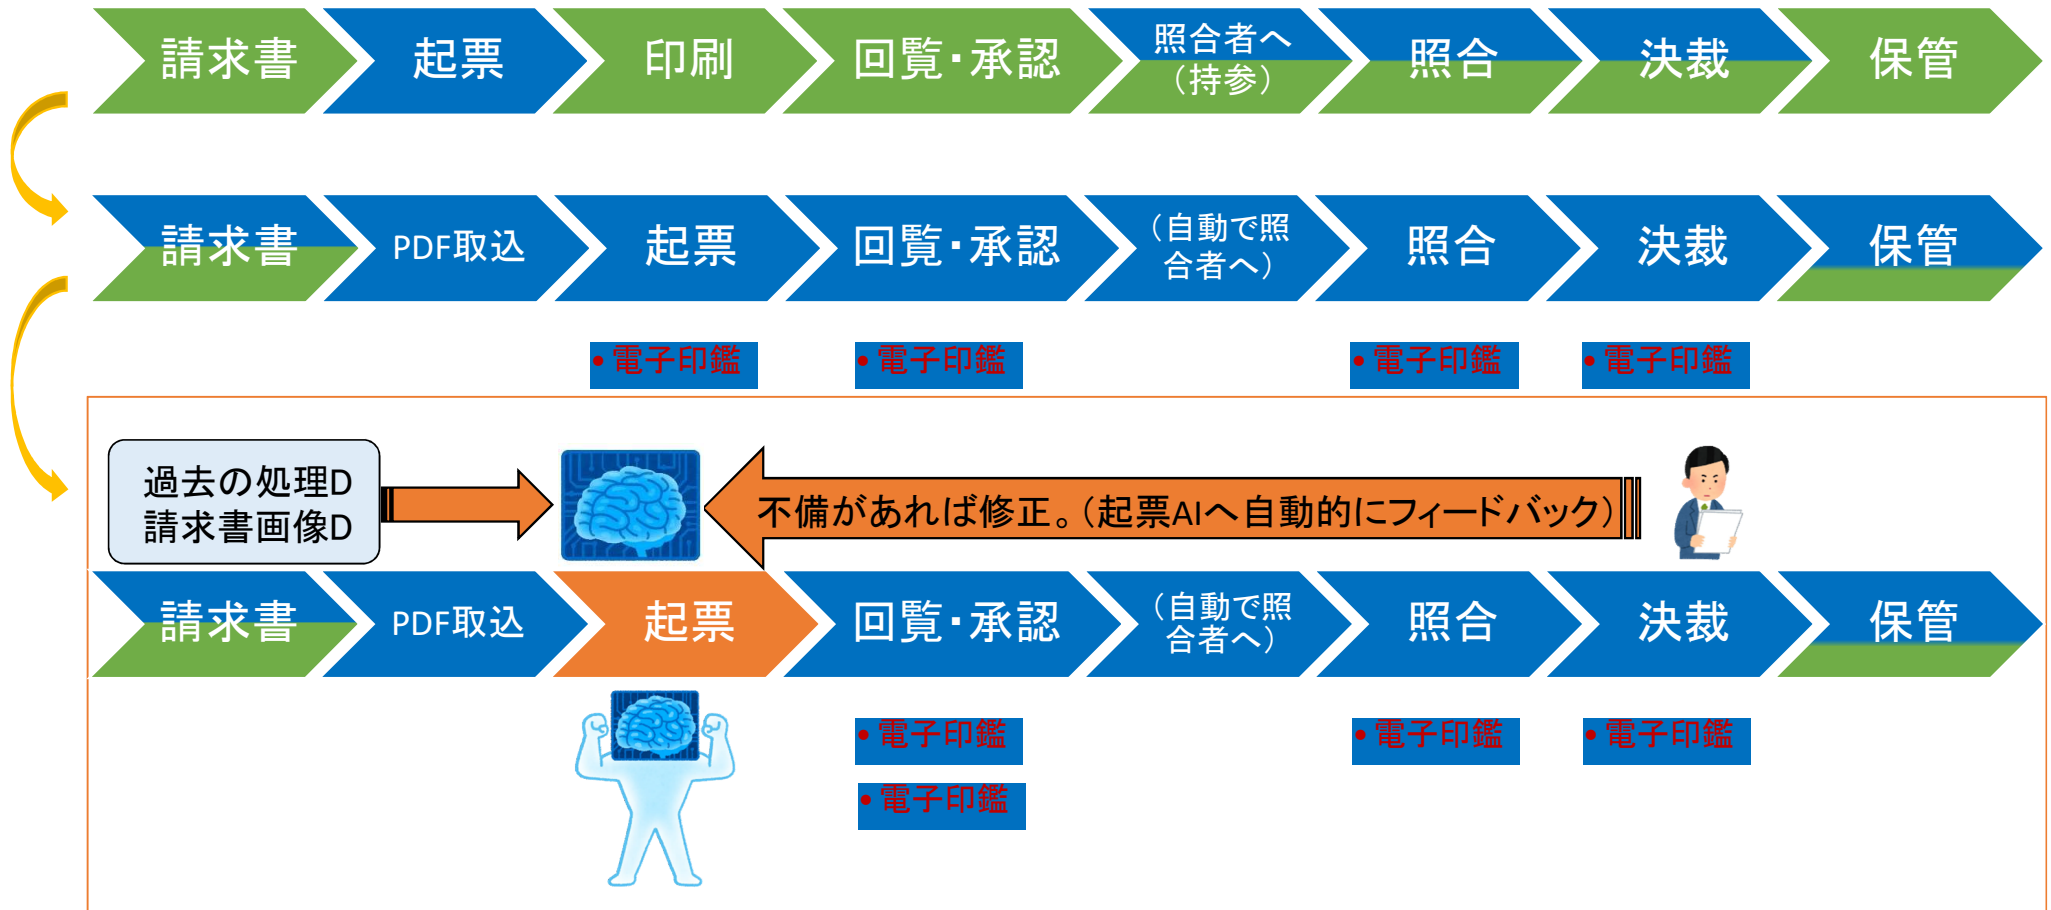 請求書
起票
印刷
回覧・承認
照合者へ
（持参）
照合
決裁
保管
請求書
PDF取込
起票
回覧・承認
（自動で照
合者へ）
照合
決裁
保管
• 電子印鑑
• 電子印鑑
• 電子印鑑
• 電子印鑑
過去の処理D
請求書画像D
不備があれば修正。（起票AIへ自動的にフィードバック）
請求書
PDF取込
起票
回覧・承認
（自動で照
合者へ）
照合
決裁
保管
• 電子印鑑
• 電子印鑑
• 電子印鑑
• 電子印鑑